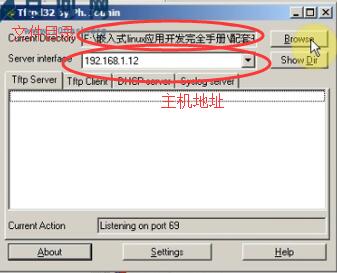 Tftpd32 by Ph. Jounin
文件目录
Current Directory E:\嵌入式linux应用开发完全手册\配套 Browse
Server interface 192.168.1.12 Show Dir
Tftp Server Tftp Client DHCP server Syslog server
主机地址
Current Action Listening on port 69
About Settings Help